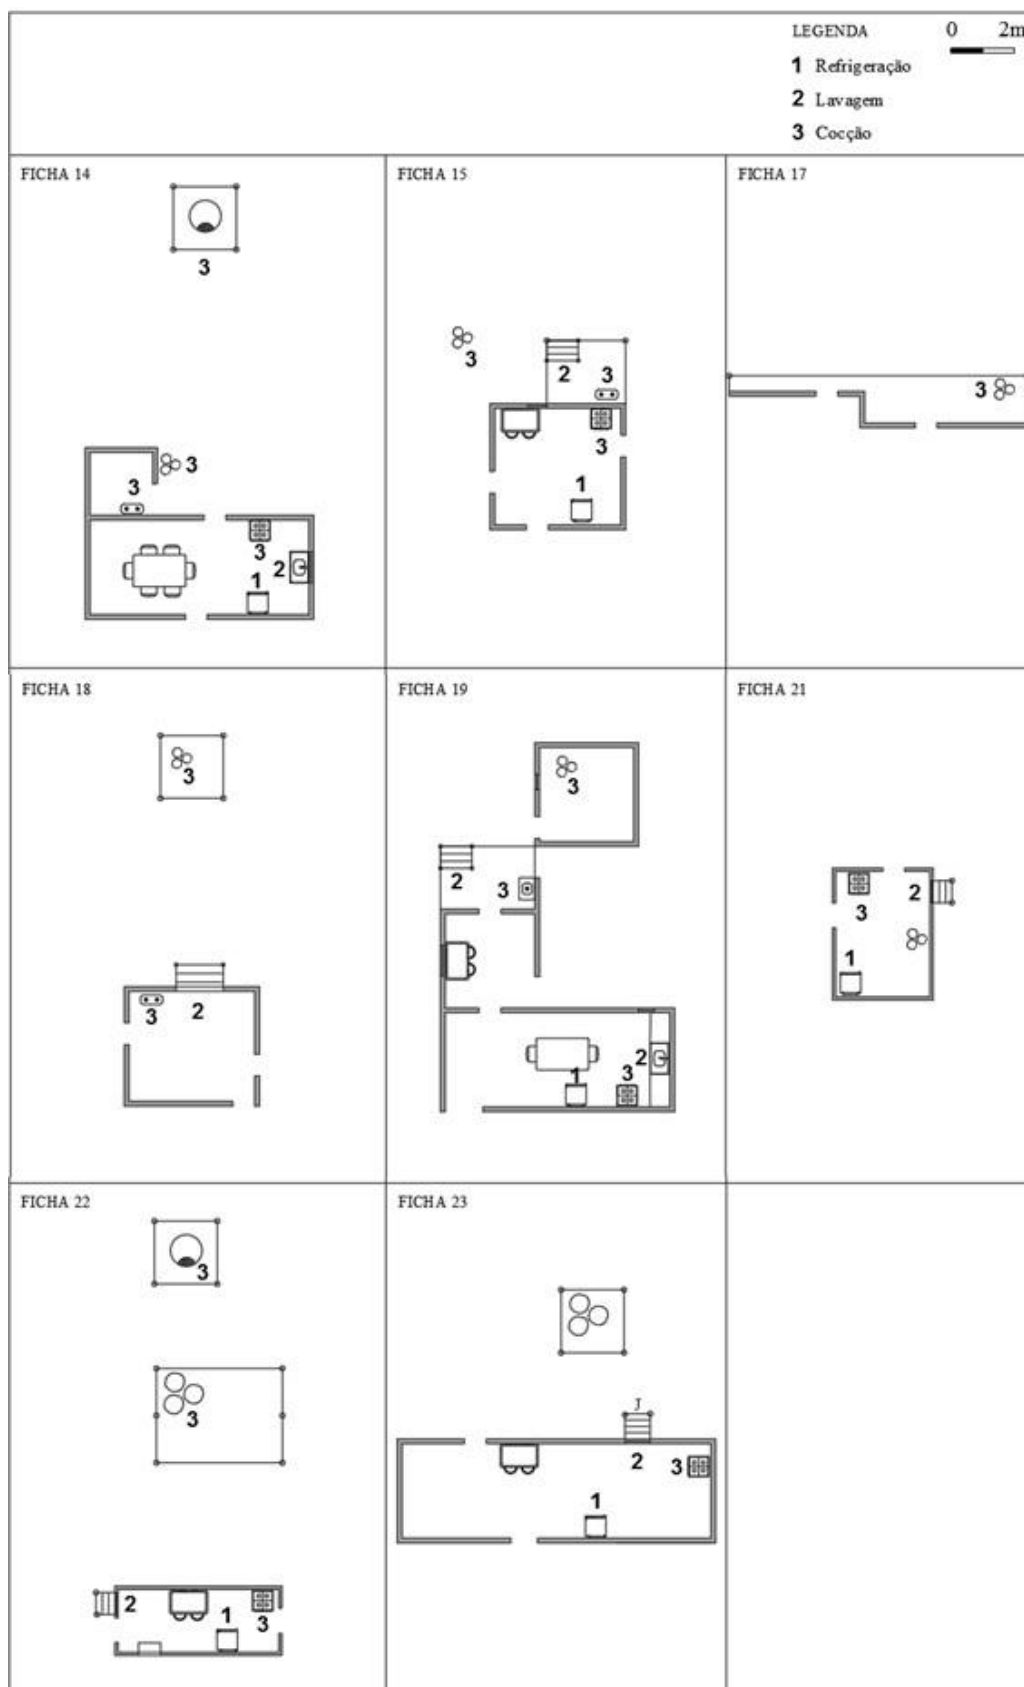 LEGENDA 0 2m
1 Refrigeração
2 Lavagem
3 Cocção
FICHA 14
3
3
3
3
2
1
FICHA 15
3
2
3
3
1
FICHA 17
3
FICHA 18
3
3
2
FICHA 19
3
2
3
2
3
1
FICHA 21
3
2
1
FICHA 22
3
3
2
1
3
FICHA 23
J
2
3
1